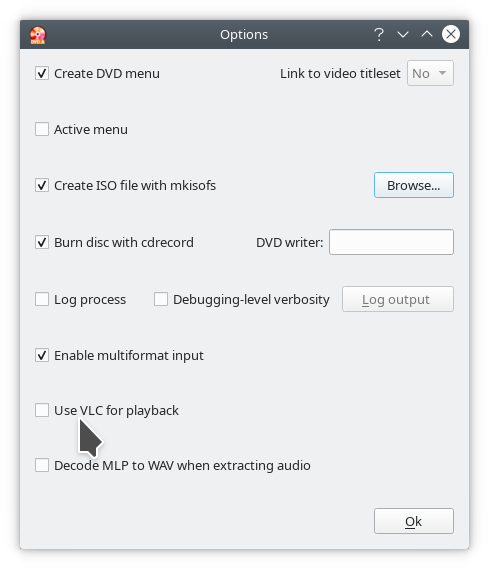 Options
Create DVD menu Link to video titleset No
Active menu
Create ISO file with mkisofs Browse...
Burn disc with cdrecord DVD writer:
Log process Debugging-level verbosity Log output
Enable multiformat input
Use VLC for playback
Decode MLP to WAV when extracting audio
Ok